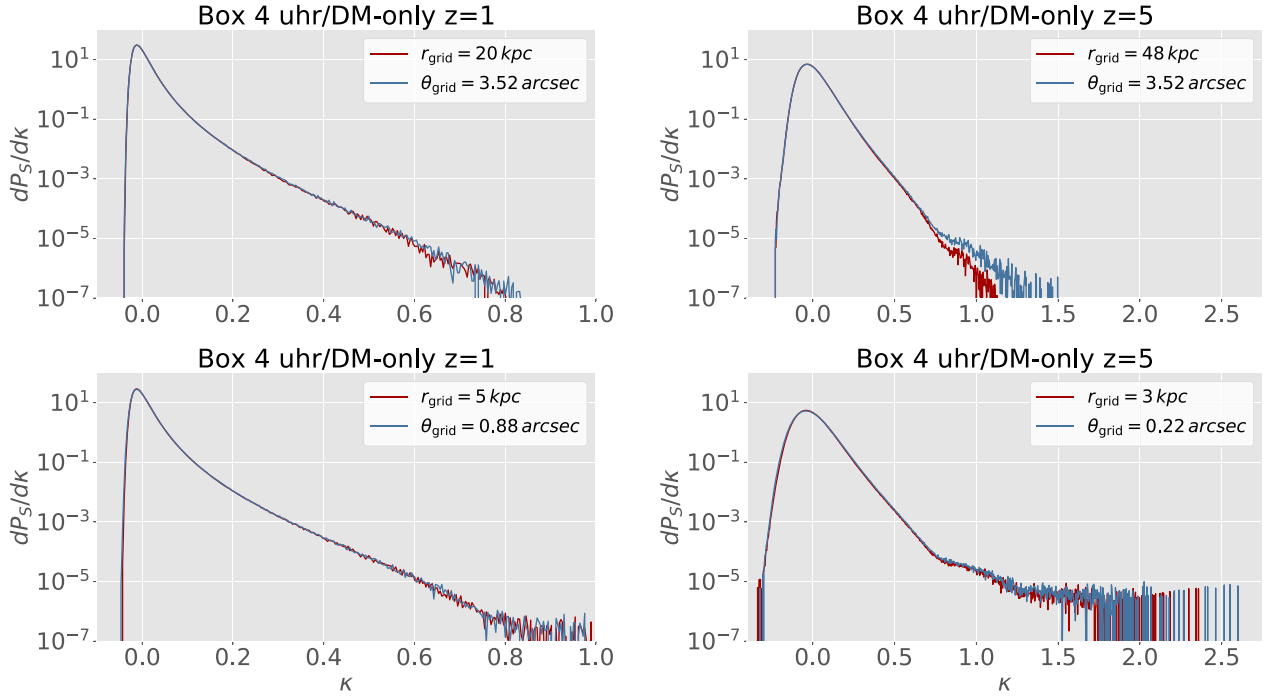 Box 4 uhr/DM-only z=1
r_grid = 20 kpc
θ_grid = 3.52 arcsec
10^1
10^-1
10^-3
10^-5
10^-7
dP_S/dκ
0.0 0.2 0.4 0.6 0.8 1.0
Box 4 uhr/DM-only z=5
r_grid = 48 kpc
θ_grid = 3.52 arcsec
10^1
10^-1
10^-3
10^-5
10^-7
dP_S/dκ
0.0 0.5 1.0 1.5 2.0 2.5
Box 4 uhr/DM-only z=1
r_grid = 5 kpc
θ_grid = 0.88 arcsec
10^1
10^-1
10^-3
10^-5
10^-7
dP_S/dκ
0.0 0.2 0.4 0.6 0.8 1.0
κ
Box 4 uhr/DM-only z=5
r_grid = 3 kpc
θ_grid = 0.22 arcsec
10^1
10^-1
10^-3
10^-5
10^-7
dP_S/dκ
0.0 0.5 1.0 1.5 2.0 2.5
κ